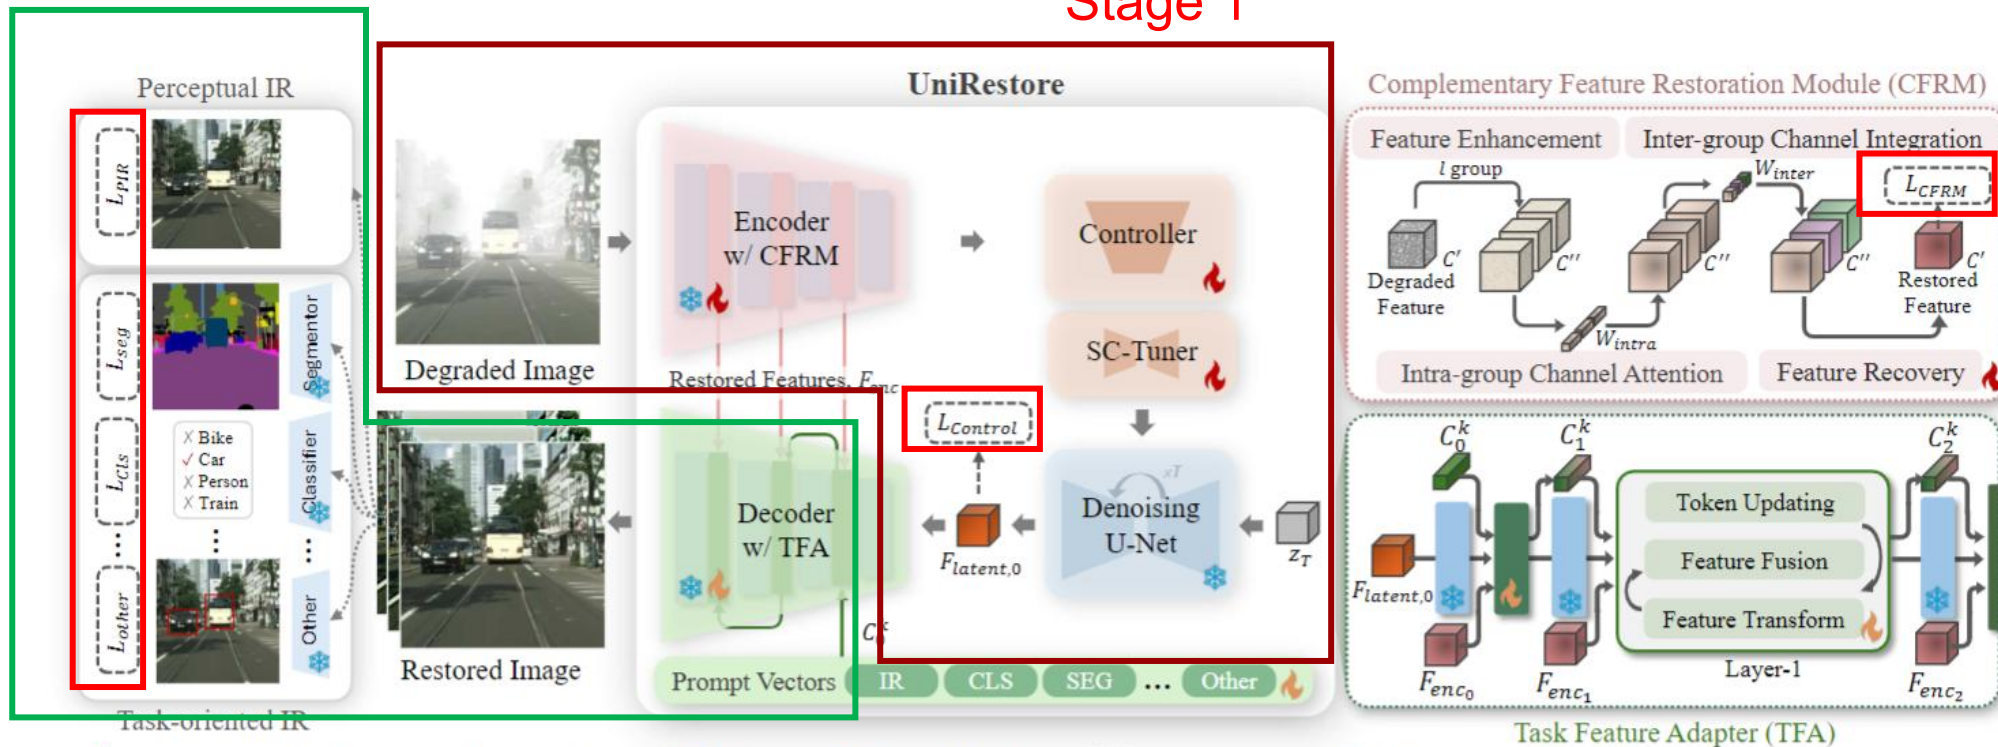 Stage 1
Perceptual IR
L_PIR
L_seg
Segmentor
L_Cls
X Bike
✓ Car
X Person
X Train
Classifier
...
L_other
Other
Task-oriented IR
UniRestore
Degraded Image
Encoder
w/ CFRM
Controller
SC-Tuner
Restored Features, F_enc
L_Control
Restored Image
Decoder
w/ TFA
F_latent,0
Denoising
U-Net
×T
z_T
Prompt Vectors IR CLS SEG ... Other
Complementary Feature Restoration Module (CFRM)
Feature Enhancement
Inter-group Channel Integration
l group
W_inter
L_CFRM
C′
Degraded
Feature
C″
W_intra
C″
C″
C′
Restored
Feature
Intra-group Channel Attention
Feature Recovery
C_0^k
C_1^k
C_2^k
F_latent,0
Token Updating
Feature Fusion
Feature Transform
Layer-1
F_enc_0
F_enc_1
F_enc_2
Task Feature Adapter (TFA)